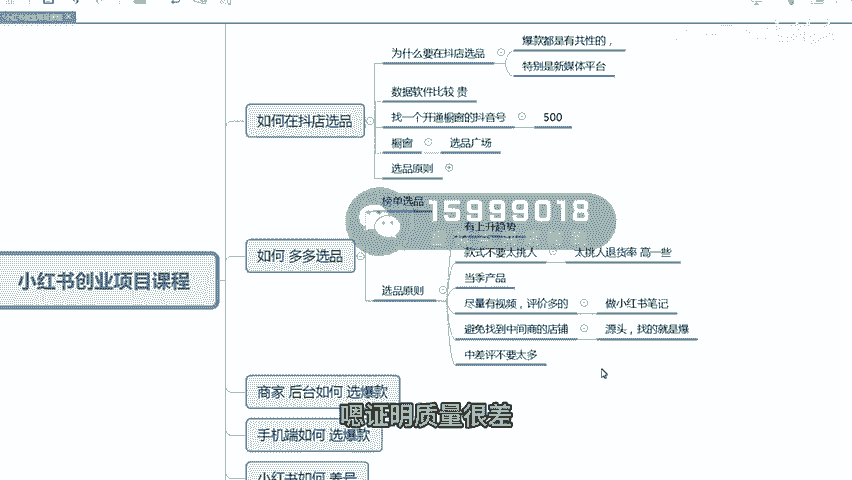 小红书创业项目课程
如何在抖店选品
为什么要在抖店选品
爆款都是有共性的，
特别是新媒体平台
数据软件比较 贵
找一个开通橱窗的抖音号
500
橱窗
选品广场
选品原则
如何 多多选品
榜单选品
选品原则
有上升趋势
款式不要太挑人
太挑人退货率 高一些
当季产品
尽量有视频，评价多的
做小红书笔记
避免找到中间商的店铺
源头，找的就是爆
中差评不要太多
商家 后台如何 选爆款
手机端如何 选爆款
小红书如何 养号
15999018
嗯证明质量很差